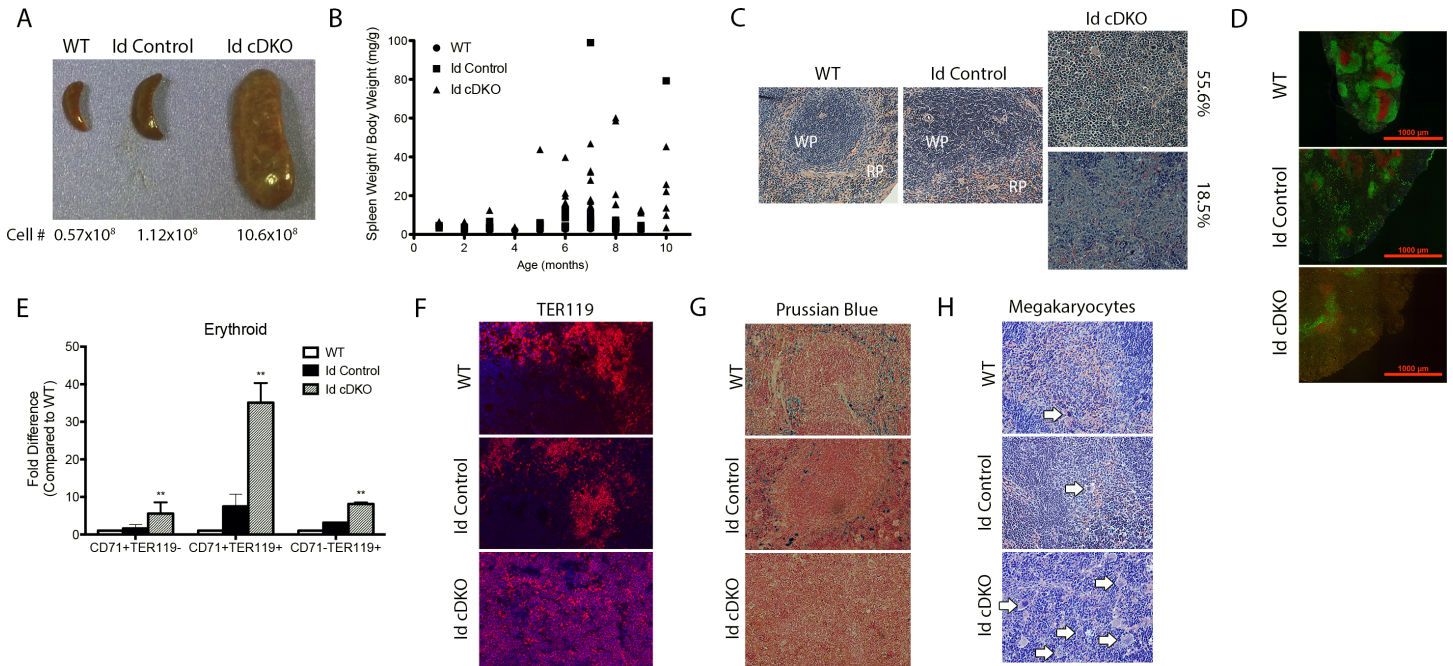 A
WT Id Control Id cDKO
Cell # 0.57x10⁸ 1.12x10⁸ 10.6x10⁸
B
Spleen Weight / Body Weight (mg/g)
100
80
60
40
20
0
WT
Id Control
Id cDKO
0 2 4 6 8 10
Age (months)
C
WT
Id Control
Id cDKO
WP
RP
WP
RP
55.6%
18.5%
D
WT
1000 µm
Id Control
1000 µm
Id cDKO
1000 µm
E
Erythroid
Fold Difference
(Compared to WT)
50
40
30
20
10
0
WT
Id Control
Id cDKO
**
**
**
CD71+TER119- CD71+TER119+ CD71-TER119+
F
TER119
WT
Id Control
Id cDKO
G
Prussian Blue
WT
Id Control
Id cDKO
H
Megakaryocytes
WT
Id Control
Id cDKO